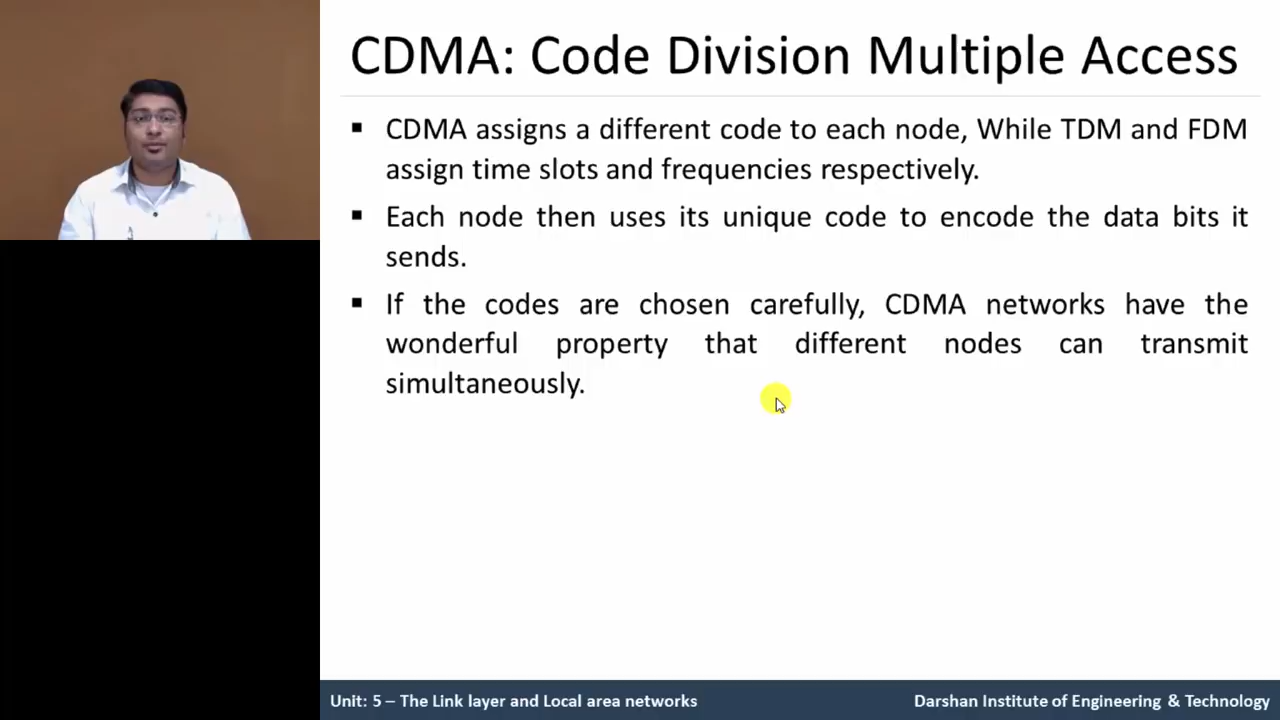 CDMA: Code Division Multiple Access
▪ CDMA assigns a different code to each node, While TDM and FDM
assign time slots and frequencies respectively.
▪ Each node then uses its unique code to encode the data bits it
sends.
▪ If the codes are chosen carefully, CDMA networks have the
wonderful property that different nodes can transmit
simultaneously.
Unit: 5 – The Link layer and Local area networks
Darshan Institute of Engineering & Technology